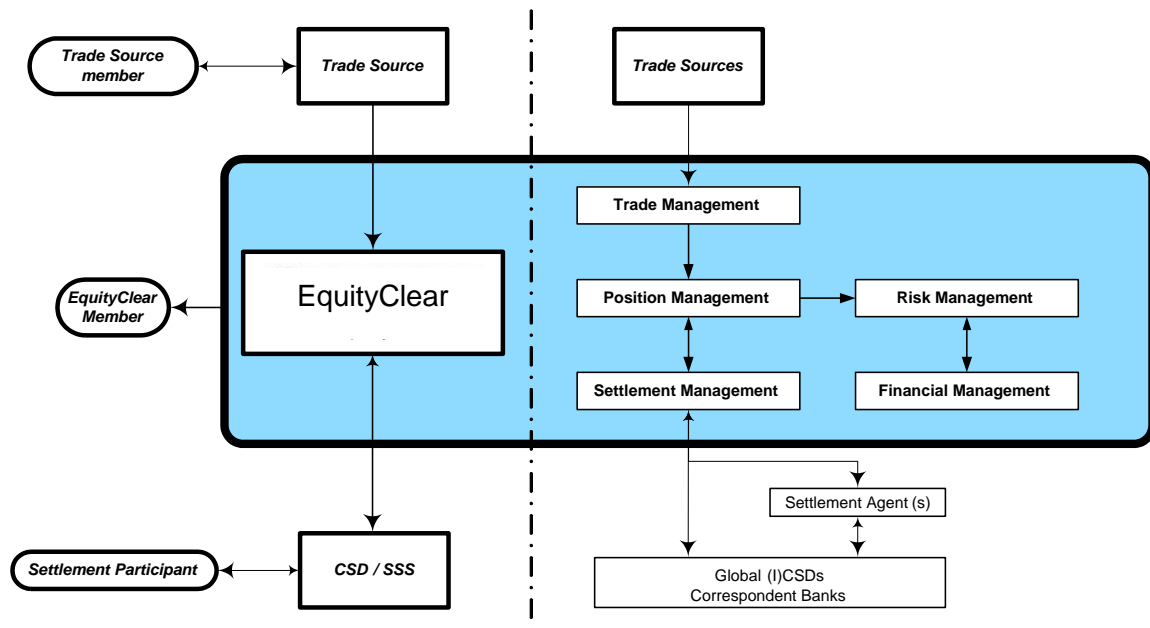 Trade Source
member
Trade Source
Trade Sources
Trade Management
EquityClear
Member
EquityClear
Position Management
Risk Management
Settlement Management
Financial Management
Settlement Agent (s)
Settlement Participant
CSD / SSS
Global (I)CSDs
Correspondent Banks